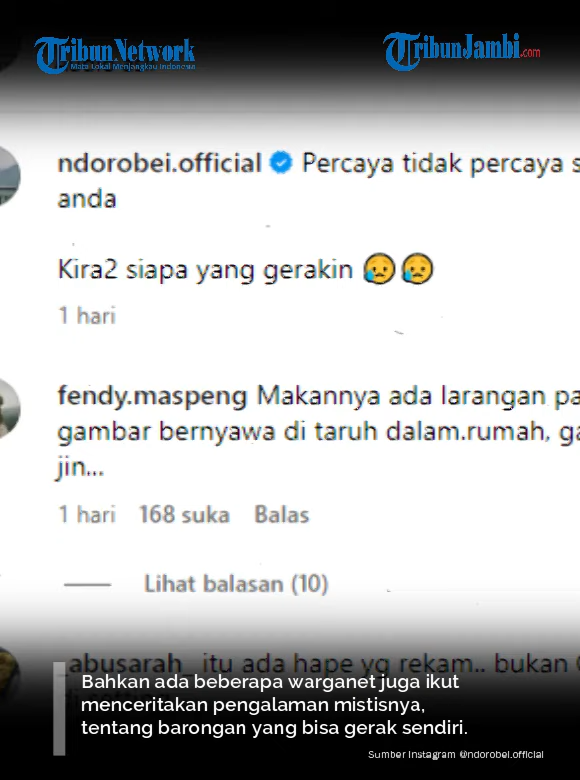 TribunNetwork
Mata Lokal Menjangkau Indonesia
TribunJambi.com
ndorobei.official Percaya tidak percaya s
anda
Kira2 siapa yang gerakin 😥😥
1 hari
fendy.maspeng Makannya ada larangan pa
gambar bernyawa di taruh dalam.rumah, ga
jin...
1 hari 168 suka Balas
Lihat balasan (10)
_abusarah_ itu ada hape yg rekam.. bukan
Bahkan ada beberapa warganet juga ikut
menceritakan pengalaman mistisnya,
tentang barongan yang bisa gerak sendiri.
Sumber Instagram @ndorobei.official